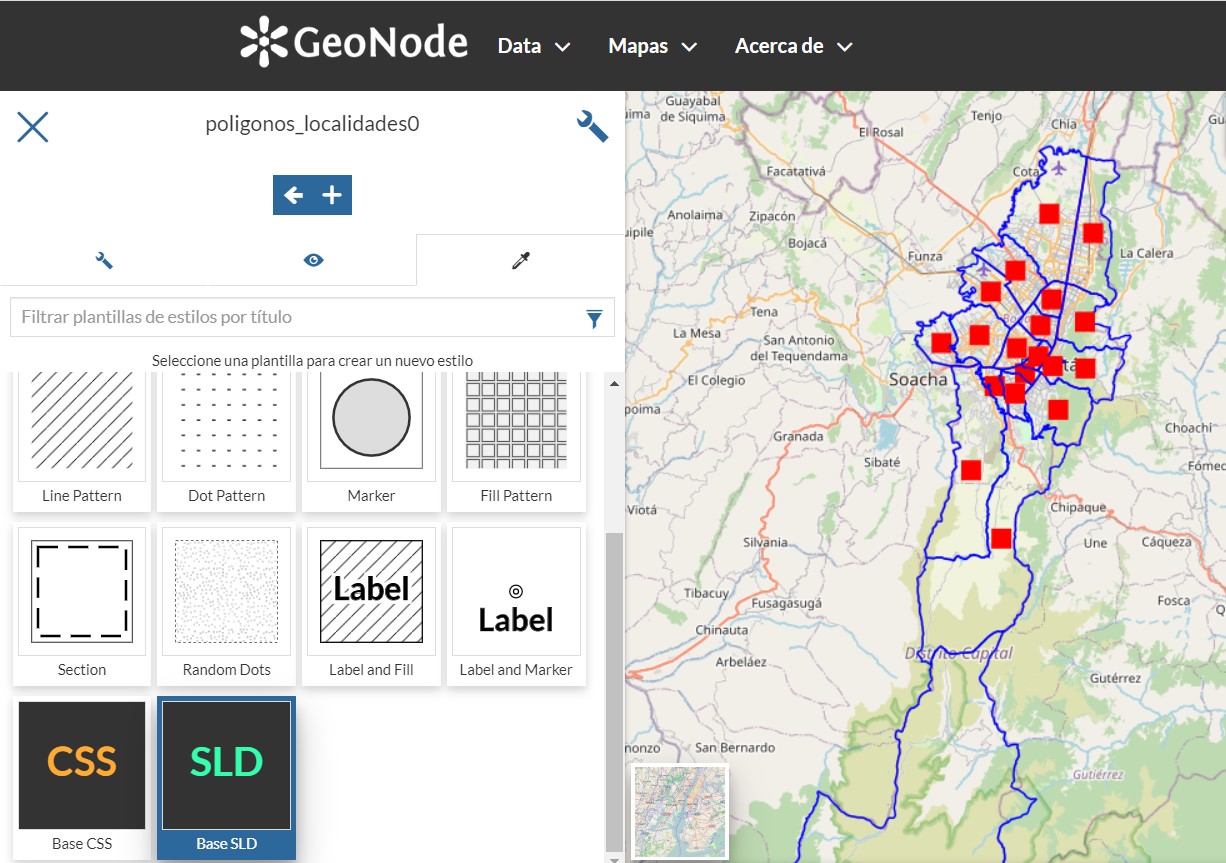 GeoNode
Data
Mapas
Acerca de
poligonos_localidades0
Filtrar plantillas de estilos por título
Seleccione una plantilla para crear un nuevo estilo
Line Pattern
Dot Pattern
Marker
Fill Pattern
Label
Label
Section
Random Dots
Label and Fill
Label and Marker
CSS
SLD
Base CSS
Base SLD
Guayabal
de Siquima
Tenjo
Chía
El Rosal
Facatativá
Cota
Anolaima
Zipacón
Bojacá
Funza
La Calera
Tena
La Mesa
San Antonio
del Tequendama
El Colegio
Soacha
Choachí
Granada
Sibaté
Viotá
Chipaque
Silvania
Une
Cáqueza
Tibacuy
Fusagasugá
Fosca
Chinauta
Arbeláez
Distrito Capital
Gutérrez
San Bernardo
Gutiérrez